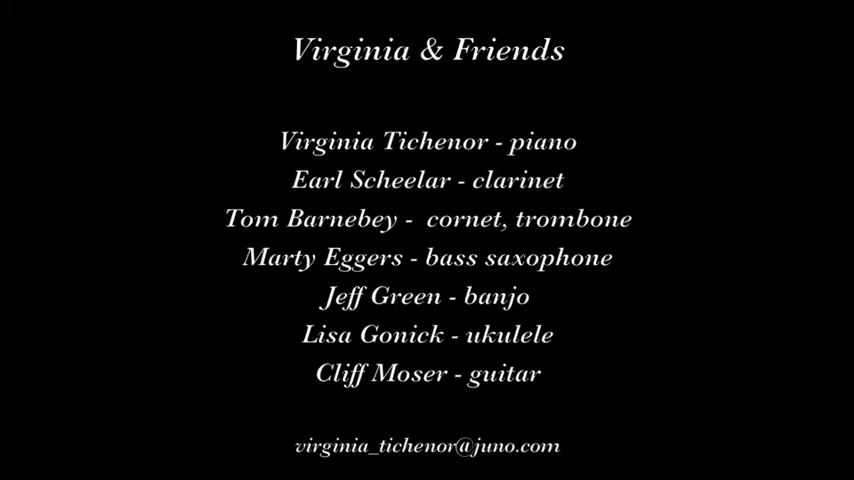 Virginia & Friends
Virginia Tichenor - piano
Earl Scheelar - clarinet
Tom Barnebey - cornet, trombone
Marty Eggers - bass saxophone
Jeff Green - banjo
Lisa Gonick - ukulele
Cliff Moser - guitar
virginia_tichenor@juno.com